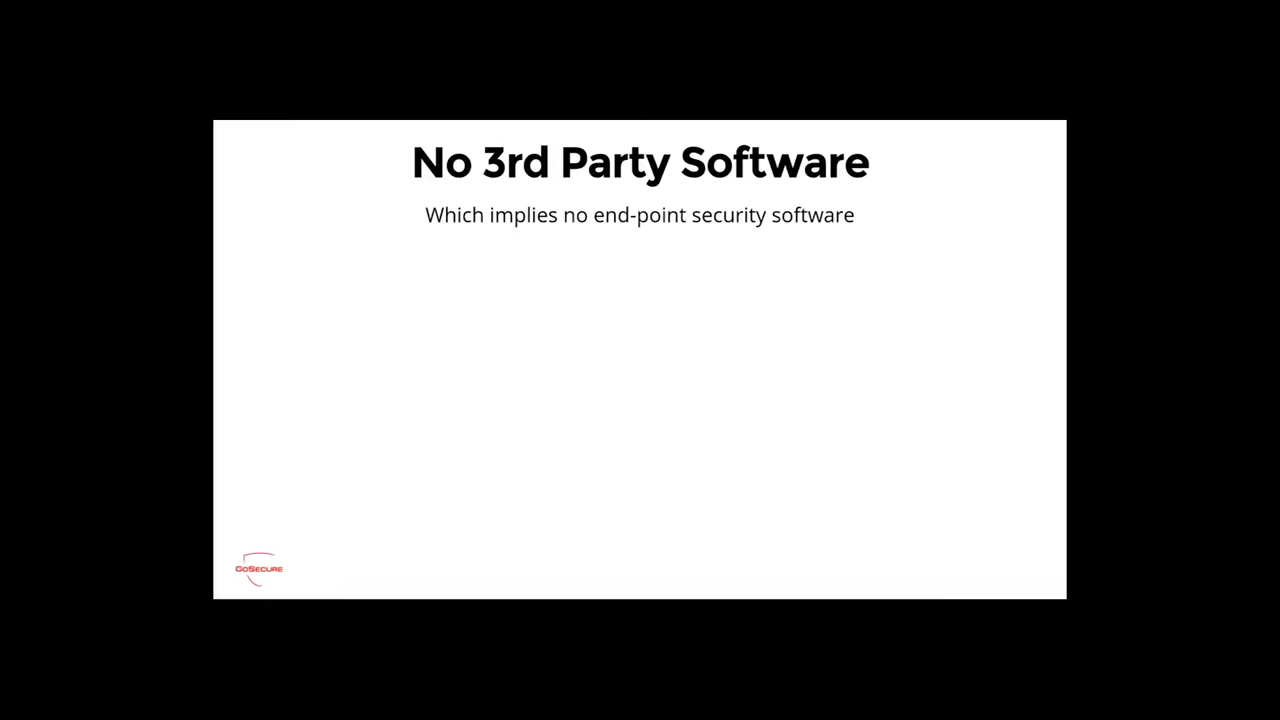 No 3rd Party Software
Which implies no end-point security software
GoSecure